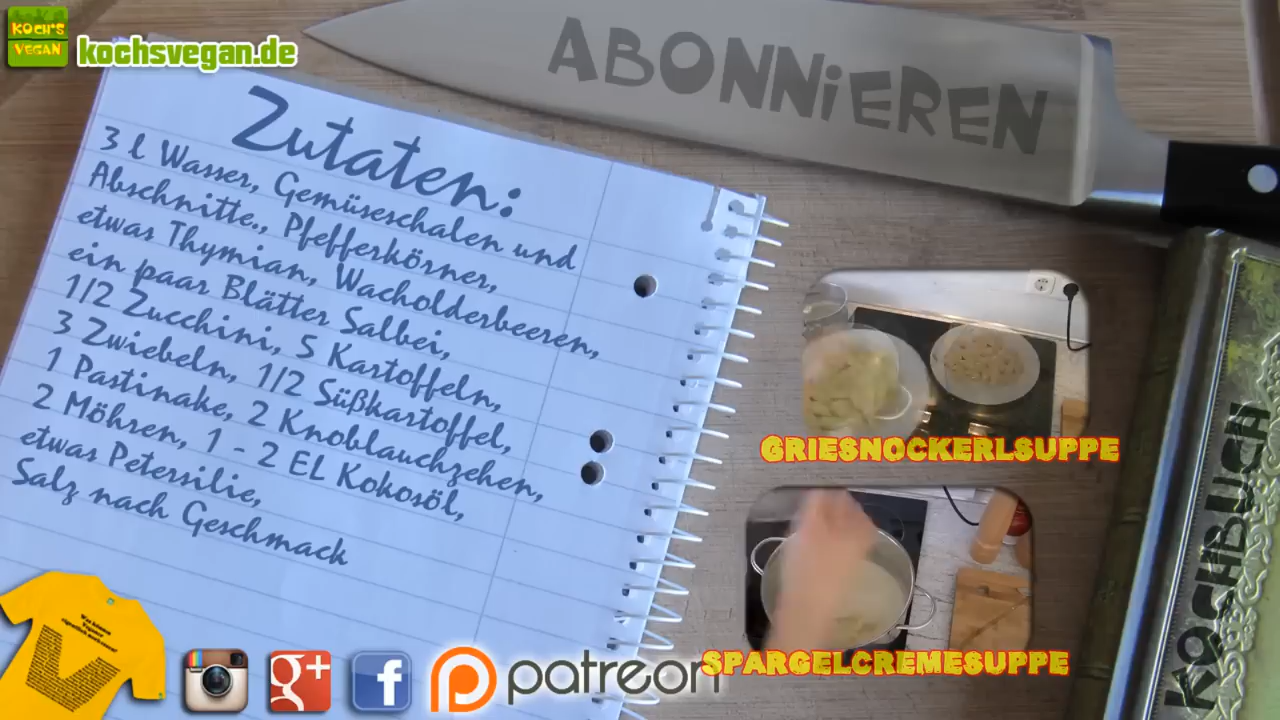 KOCH'S
VEGAN
kochsvegan.de
ABONNiEREN
Zutaten:
3 l Wasser, Gemüseschalen und
Abschnitte., Pfefferkörner,
etwas Thymian, Wacholderbeeren,
ein paar Blätter Salbei,
1/2 Zucchini, 5 Kartoffeln,
3 Zwiebeln, 1/2 Süßkartoffel,
1 Pastinake, 2 Knoblauchzehen,
2 Möhren, 1 - 2 EL Kokosöl,
etwas Petersilie,
Salz nach Geschmack
GRIESNOCKERLSUPPE
SPARGELCREMESUPPE
KOCHBUCH
g+
f
patreon